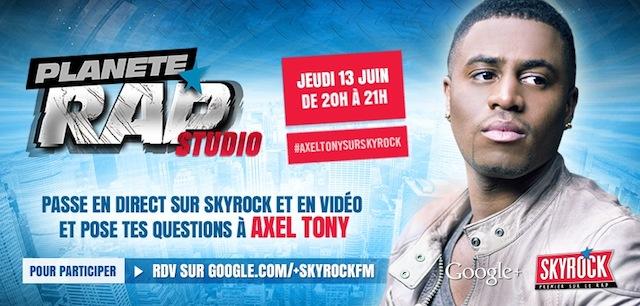 PLANETE
RAP
STUDIO
JEUDI 13 JUIN
DE 20H À 21H
#AXELTONYSURSKYROCK
PASSE EN DIRECT SUR SKYROCK ET EN VIDÉO
ET POSE TES QUESTIONS À AXEL TONY
POUR PARTICIPER
RDV SUR GOOGLE.COM/+SKYROCKFM
Google+
SKYROCK
PREMIER SUR LE RAP